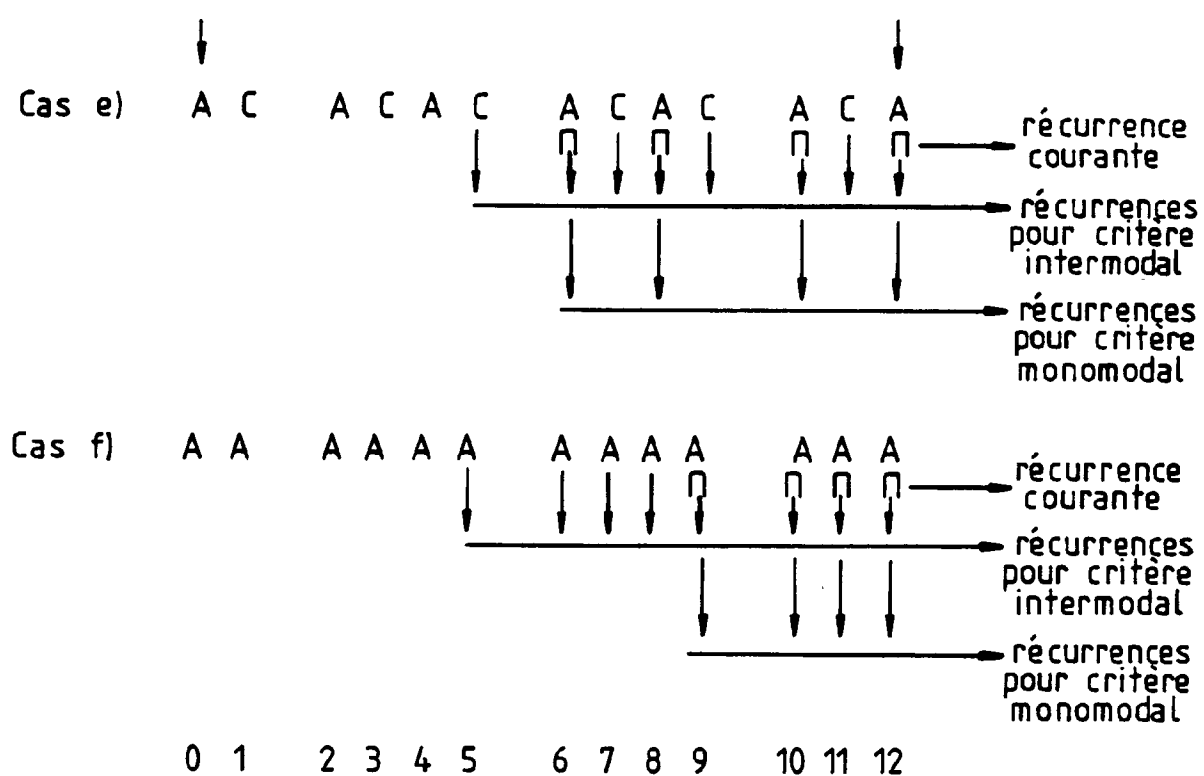 Cas e) A C A C A C A C A C A C A
récurrence
courante
récurrences
pour critère
intermodal
récurrences
pour critère
monomodal
Cas f) A A A A A A A A A A A A A
récurrence
courante
récurrences
pour critère
intermodal
récurrences
pour critère
monomodal
0 1 2 3 4 5 6 7 8 9 10 11 12